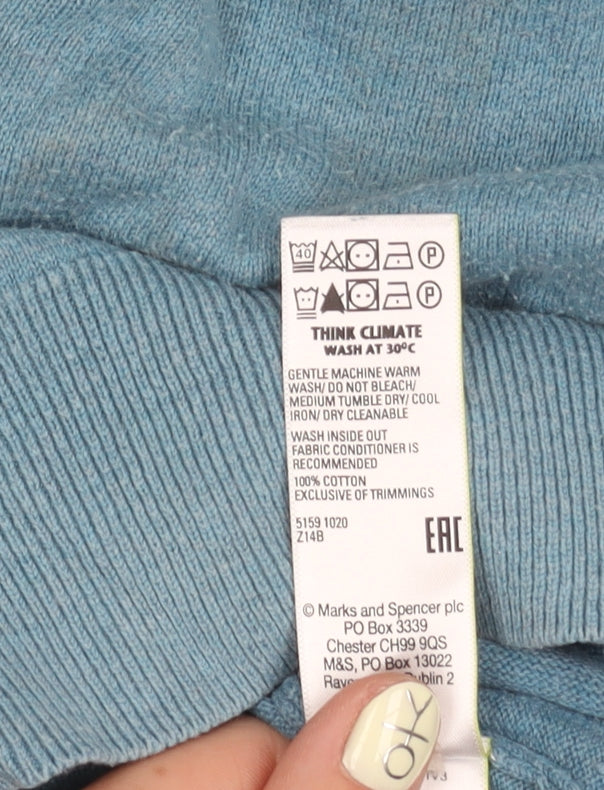 40
P
P
THINK CLIMATE
WASH AT 30°C
GENTLE MACHINE WARM
WASH/ DO NOT BLEACH/
MEDIUM TUMBLE DRY/ COOL
IRON/ DRY CLEANABLE
WASH INSIDE OUT
FABRIC CONDITIONER IS
RECOMMENDED
100% COTTON
EXCLUSIVE OF TRIMMINGS
5159 1020
Z14B
EAC
© Marks and Spencer plc
PO Box 3339
Chester CH99 9QS
M&S, PO Box 13022
Dublin 2
ok